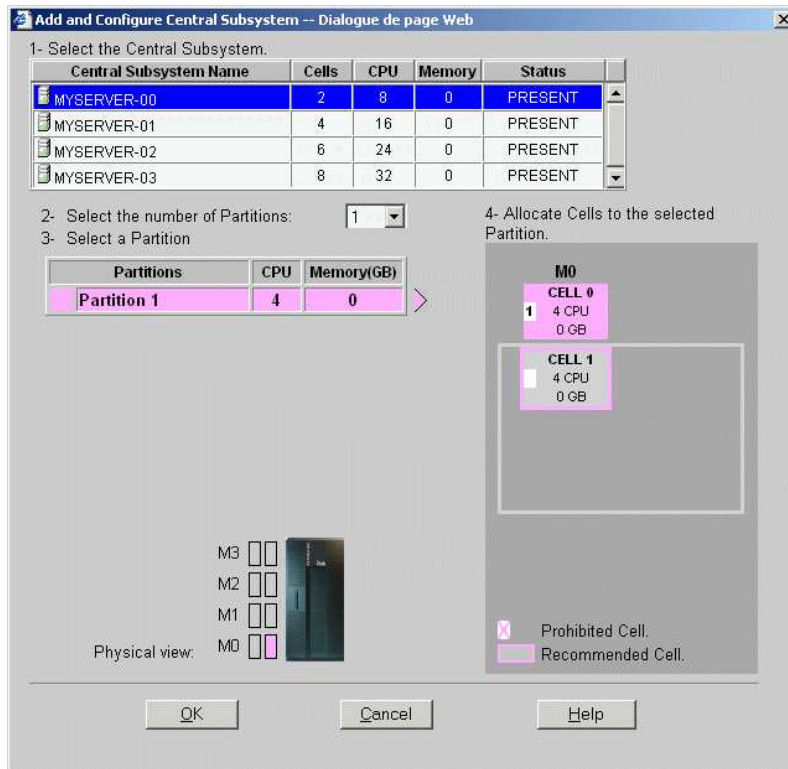 Add and Configure Central Subsystem -- Dialogue de page Web
1- Select the Central Subsystem.
Central Subsystem Name Cells CPU Memory Status
MYSERVER-00 2 8 0 PRESENT
MYSERVER-01 4 16 0 PRESENT
MYSERVER-02 6 24 0 PRESENT
MYSERVER-03 8 32 0 PRESENT
2- Select the number of Partitions: 1
3- Select a Partition
Partitions CPU Memory(GB)
Partition 1 4 0
4- Allocate Cells to the selected
Partition.
M0
CELL 0
1 4 CPU
0 GB
CELL 1
4 CPU
0 GB
M3
M2
M1
Physical view: M0
X Prohibited Cell.
Recommended Cell.
OK Cancel Help